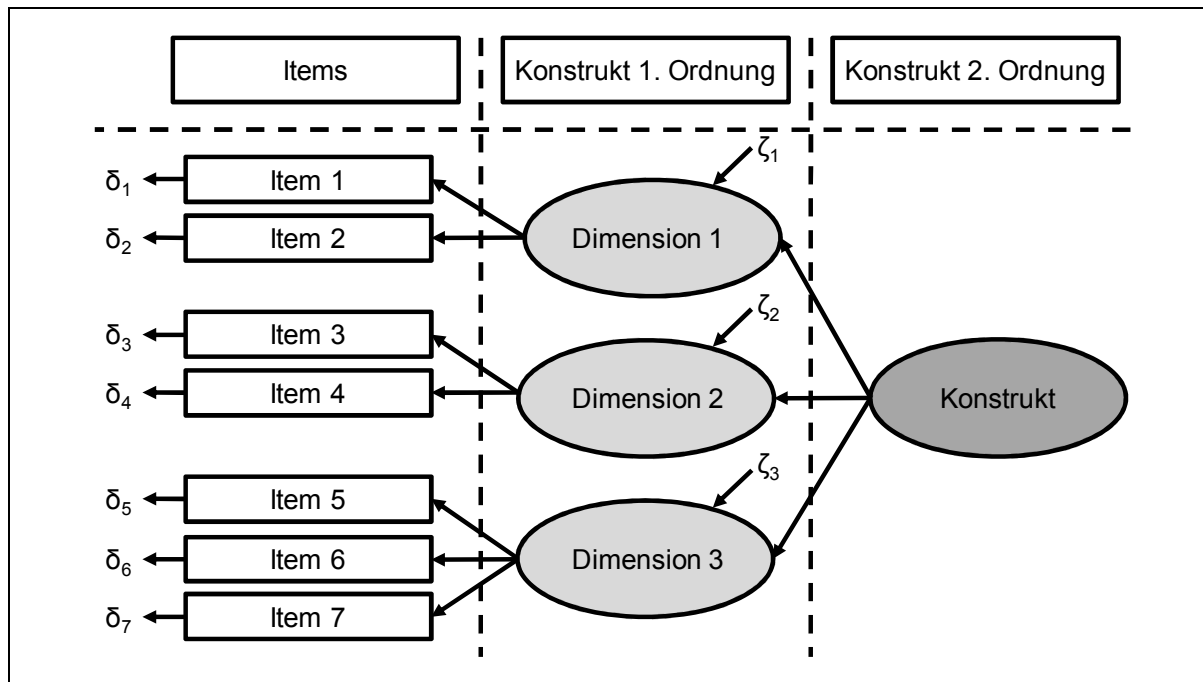 Items
Konstrukt 1. Ordnung
Konstrukt 2. Ordnung
ζ₁
δ₁
Item 1
δ₂
Item 2
Dimension 1
ζ₂
δ₃
Item 3
δ₄
Item 4
Dimension 2
Konstrukt
ζ₃
δ₅
Item 5
δ₆
Item 6
Dimension 3
δ₇
Item 7